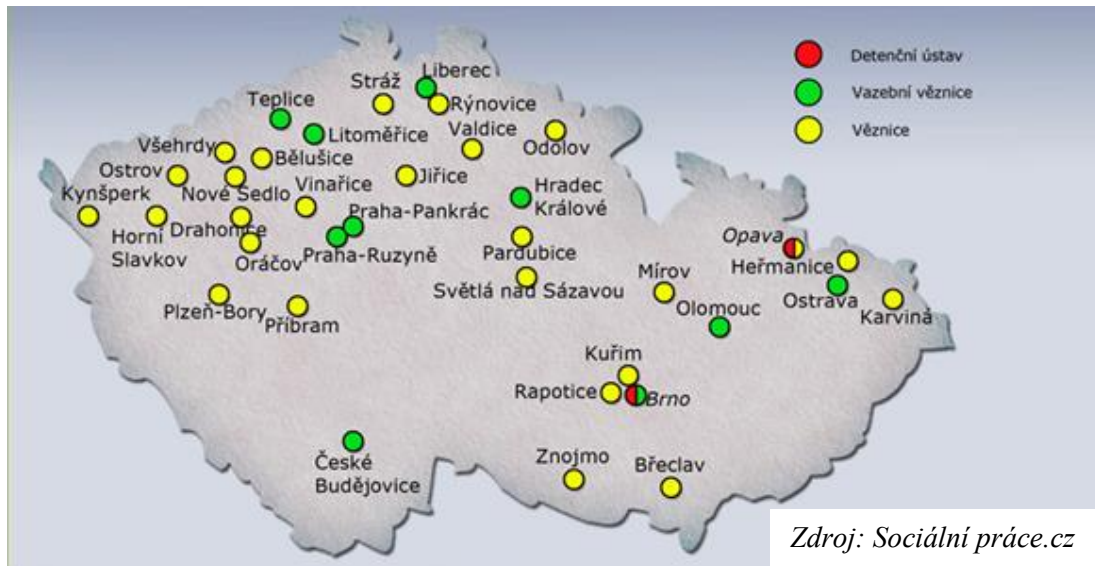 Detenční ústav
Vazební věznice
Věznice
Liberec
Stráž
Rýnovice
Teplice
Litoměřice
Valdice
Odolov
Všehrdy
Bělušice
Ostrov
Nové Sedlo
Vinařice
Jiřice
Kynšperk
Hradec
Králové
Praha-Pankrác
Horní
Slavkov
Drahonice
Praha-Ruzyně
Oráčov
Pardubice
Opava
Heřmanice
Světlá nad Sázavou
Mírov
Ostrava
Olomouc
Karviná
Plzeň-Bory
Příbram
Kuřim
Rapotice
Brno
České
Budějovice
Znojmo
Břeclav
Zdroj: Sociální práce.cz